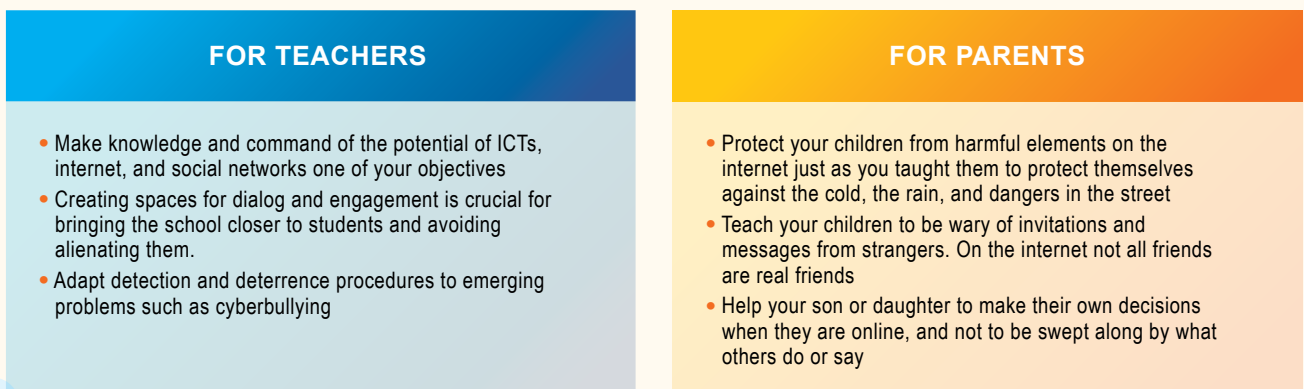 FOR TEACHERS
• Make knowledge and command of the potential of ICTs,
internet, and social networks one of your objectives
• Creating spaces for dialog and engagement is crucial for
bringing the school closer to students and avoiding
alienating them.
• Adapt detection and deterrence procedures to emerging
problems such as cyberbullying
FOR PARENTS
• Protect your children from harmful elements on the
internet just as you taught them to protect themselves
against the cold, the rain, and dangers in the street
• Teach your children to be wary of invitations and
messages from strangers. On the internet not all friends
are real friends
• Help your son or daughter to make their own decisions
when they are online, and not to be swept along by what
others do or say